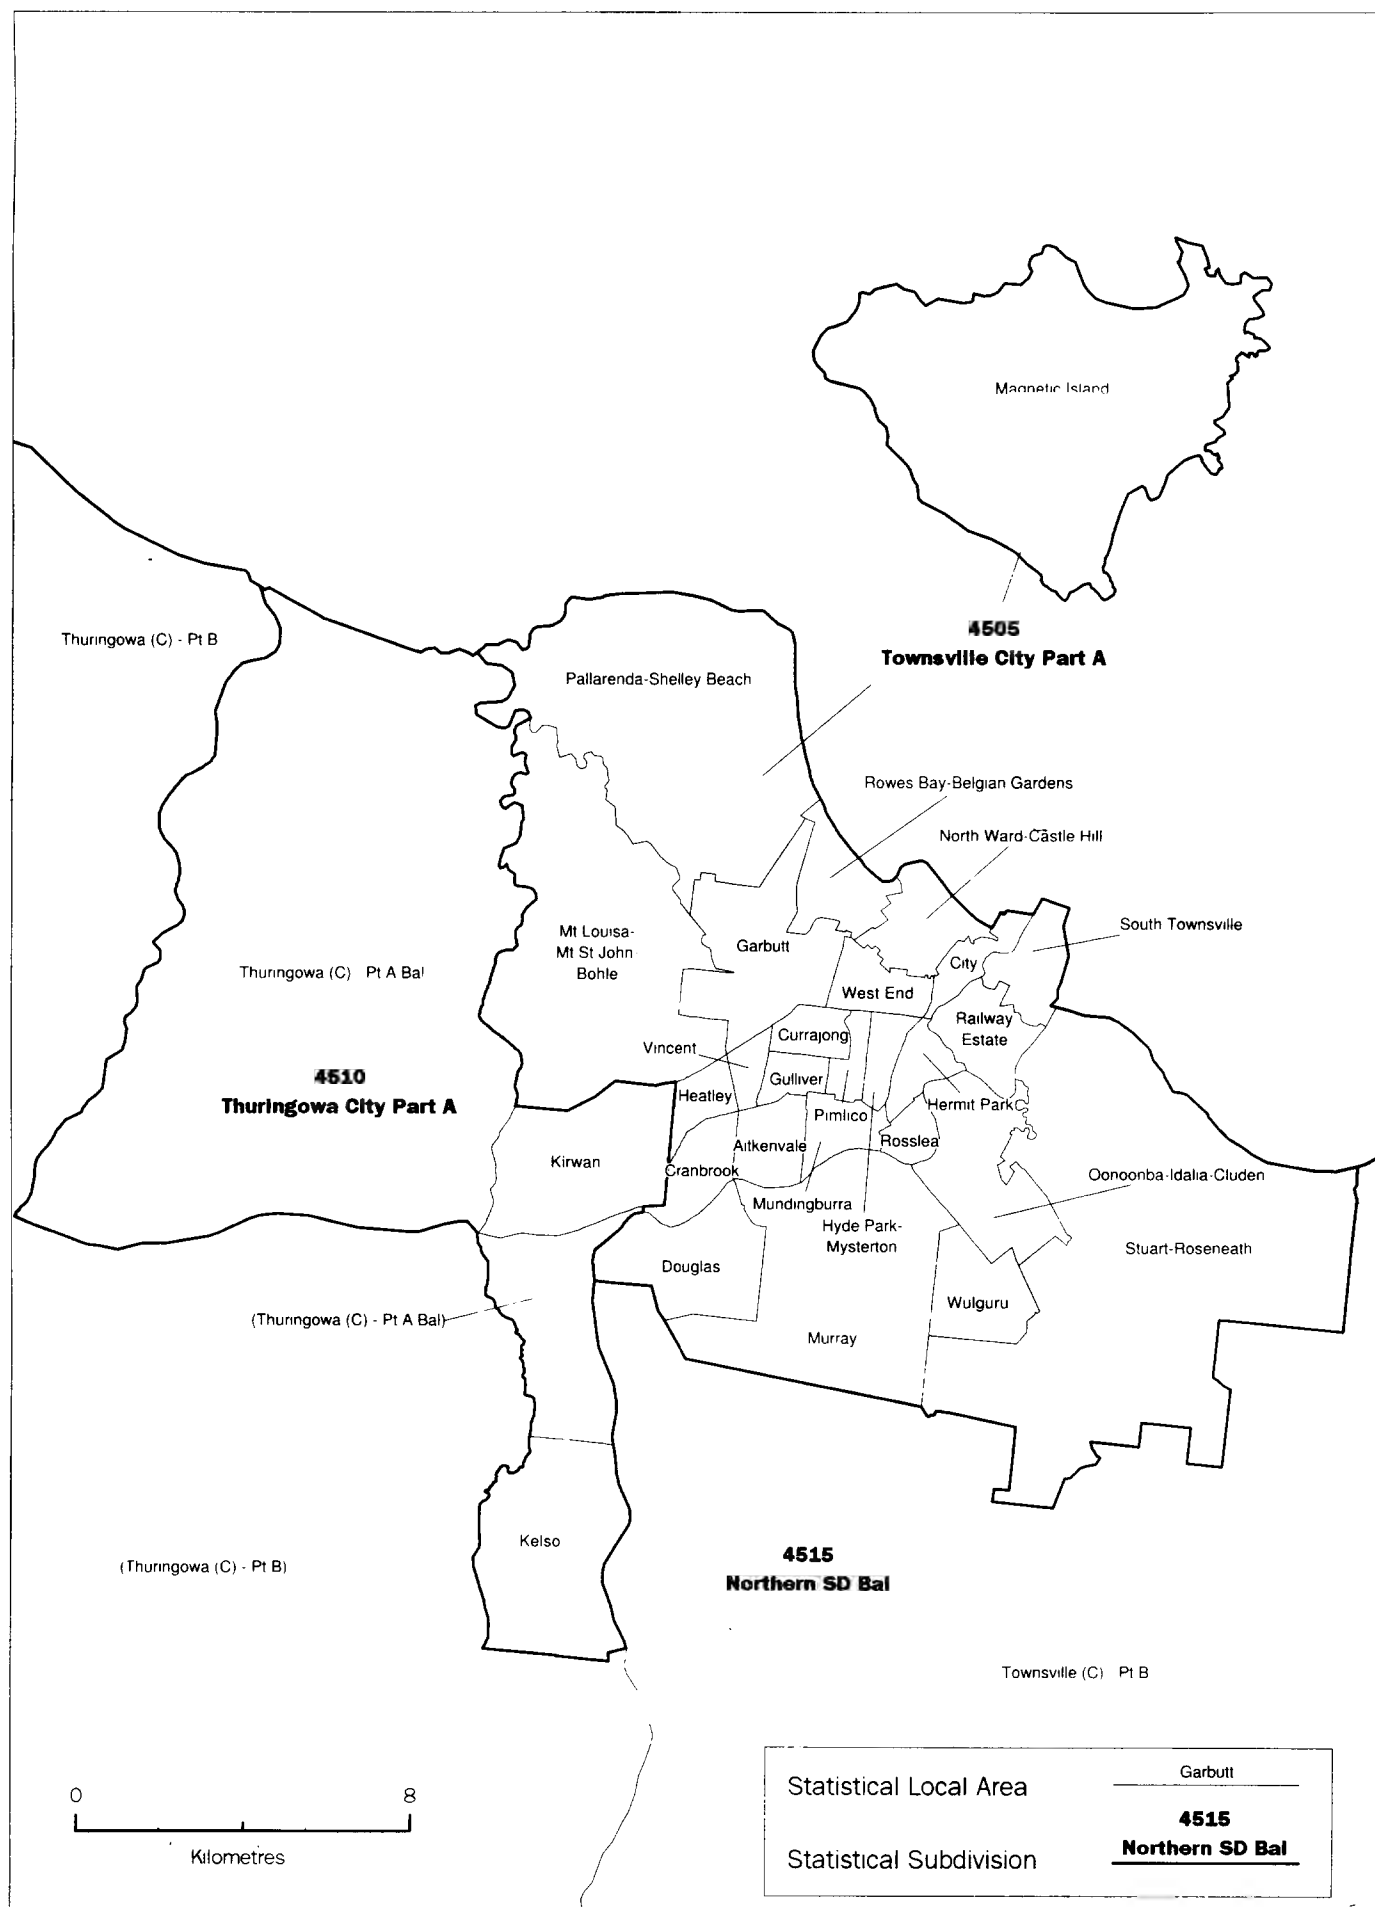 Magnetic Island
4505
Townsville City Part A
Thuringowa (C) - Pt B
Pallarenda-Shelley Beach
Rowes Bay-Belgian Gardens
North Ward-Castle Hill
South Townsville
Mt Louisa-
Mt St John
Bohle
Garbutt
City
Thuringowa (C) Pt A Bal
West End
Railway
Estate
Currajong
Vincent
4510
Thuringowa City Part A
Gulliver
Heatley
Pimlico
Hermit Park
Aitkenvale
Rosslea
Kirwan
Cranbrook
Oonoonba-Idalia-Cluden
Mundingburra
Hyde Park-
Mysterton
Stuart-Roseneath
Douglas
Wulguru
(Thuringowa (C) - Pt A Bal)
Murray
Kelso
4515
Northern SD Bal
(Thuringowa (C) - Pt B)
Townsville (C) Pt B
0 8
Kilometres
Statistical Local Area
Garbutt
4515
Northern SD Bal
Statistical Subdivision